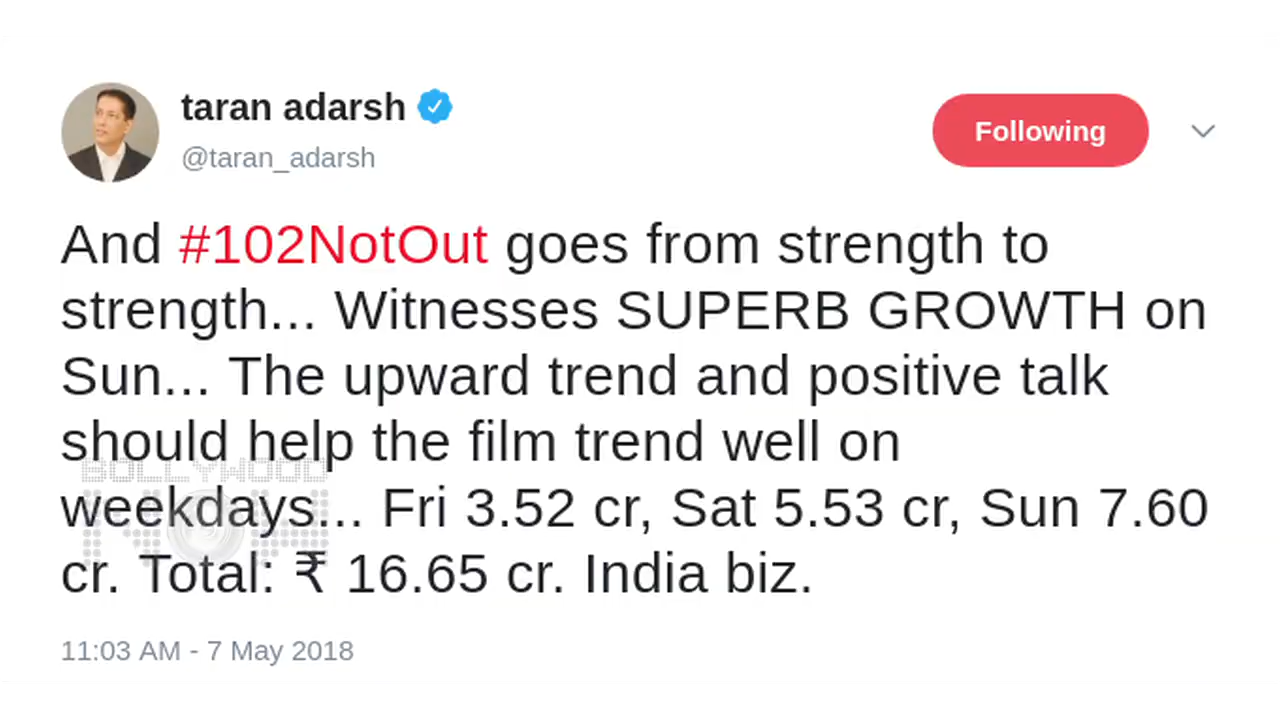 taran adarsh
@taran_adarsh
Following
And #102NotOut goes from strength to
strength... Witnesses SUPERB GROWTH on
Sun... The upward trend and positive talk
should help the film trend well on
weekdays... Fri 3.52 cr, Sat 5.53 cr, Sun 7.60
cr. Total: ₹ 16.65 cr. India biz.
BOLLYWOOD
NOW
11:03 AM - 7 May 2018